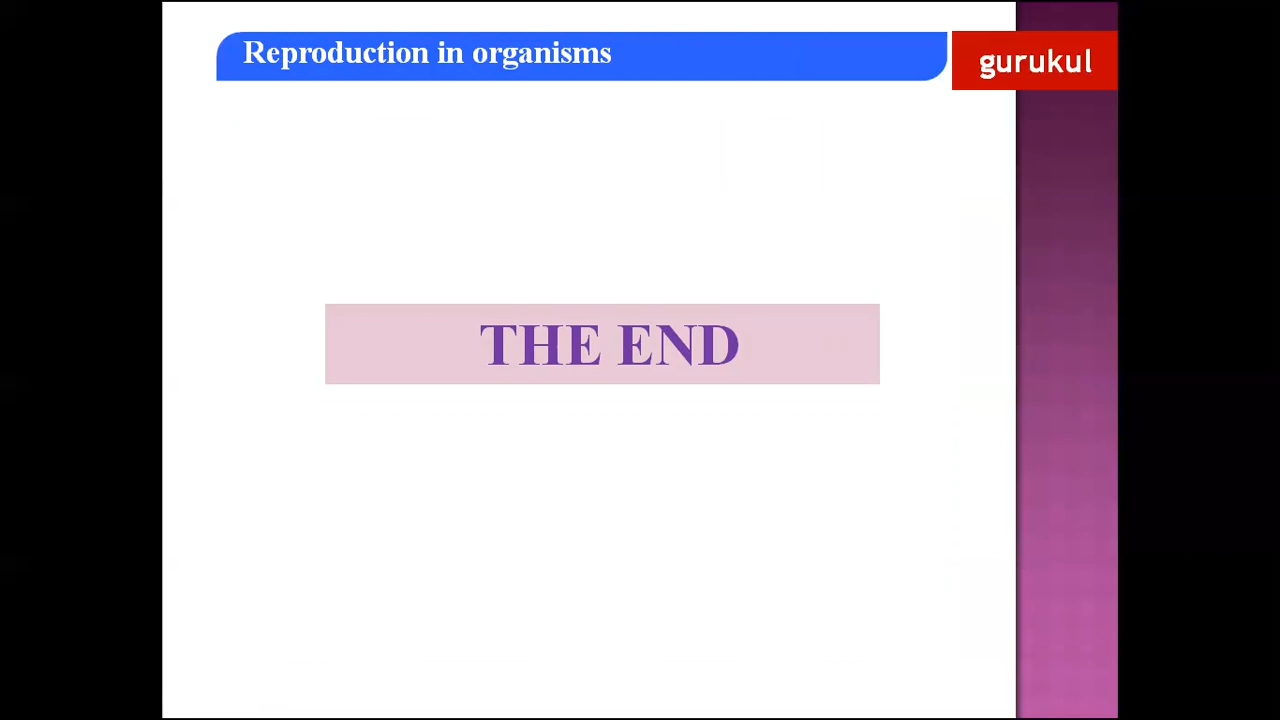 Reproduction in organisms
gurukul
THE END